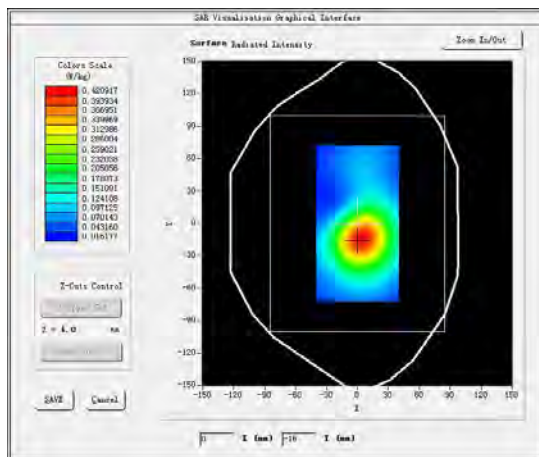 SAR Visualisation Graphical Interface
Surface Radiated Intensity
Zoom In/Out
Colors Scale
(W/kg)
0.420917
0.393934
0.366951
0.339969
0.312986
0.286004
0.259021
0.232038
0.205056
0.178073
0.151091
0.124108
0.097125
0.070143
0.043160
0.016177
150
120
90
60
30
0
-30
-60
-90
-120
-150
-150 -120 -90 -60 -30 0 30 60 90 120 150
Z-Cuts Control
Z = 4.0 mm
SAVE
Cancel
0 X (mm) -16 Y (mm)